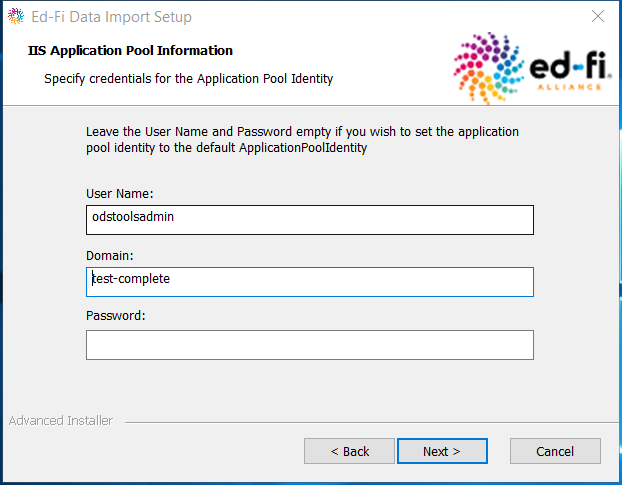 Ed-Fi Data Import Setup
IIS Application Pool Information
Specify credentials for the Application Pool Identity
ed-fi
ALLIANCE
Leave the User Name and Password empty if you wish to set the application
pool identity to the default ApplicationPoolIdentity
User Name:
odstoolsadmin
Domain:
test-complete
Password:
Advanced Installer
< Back
Next >
Cancel